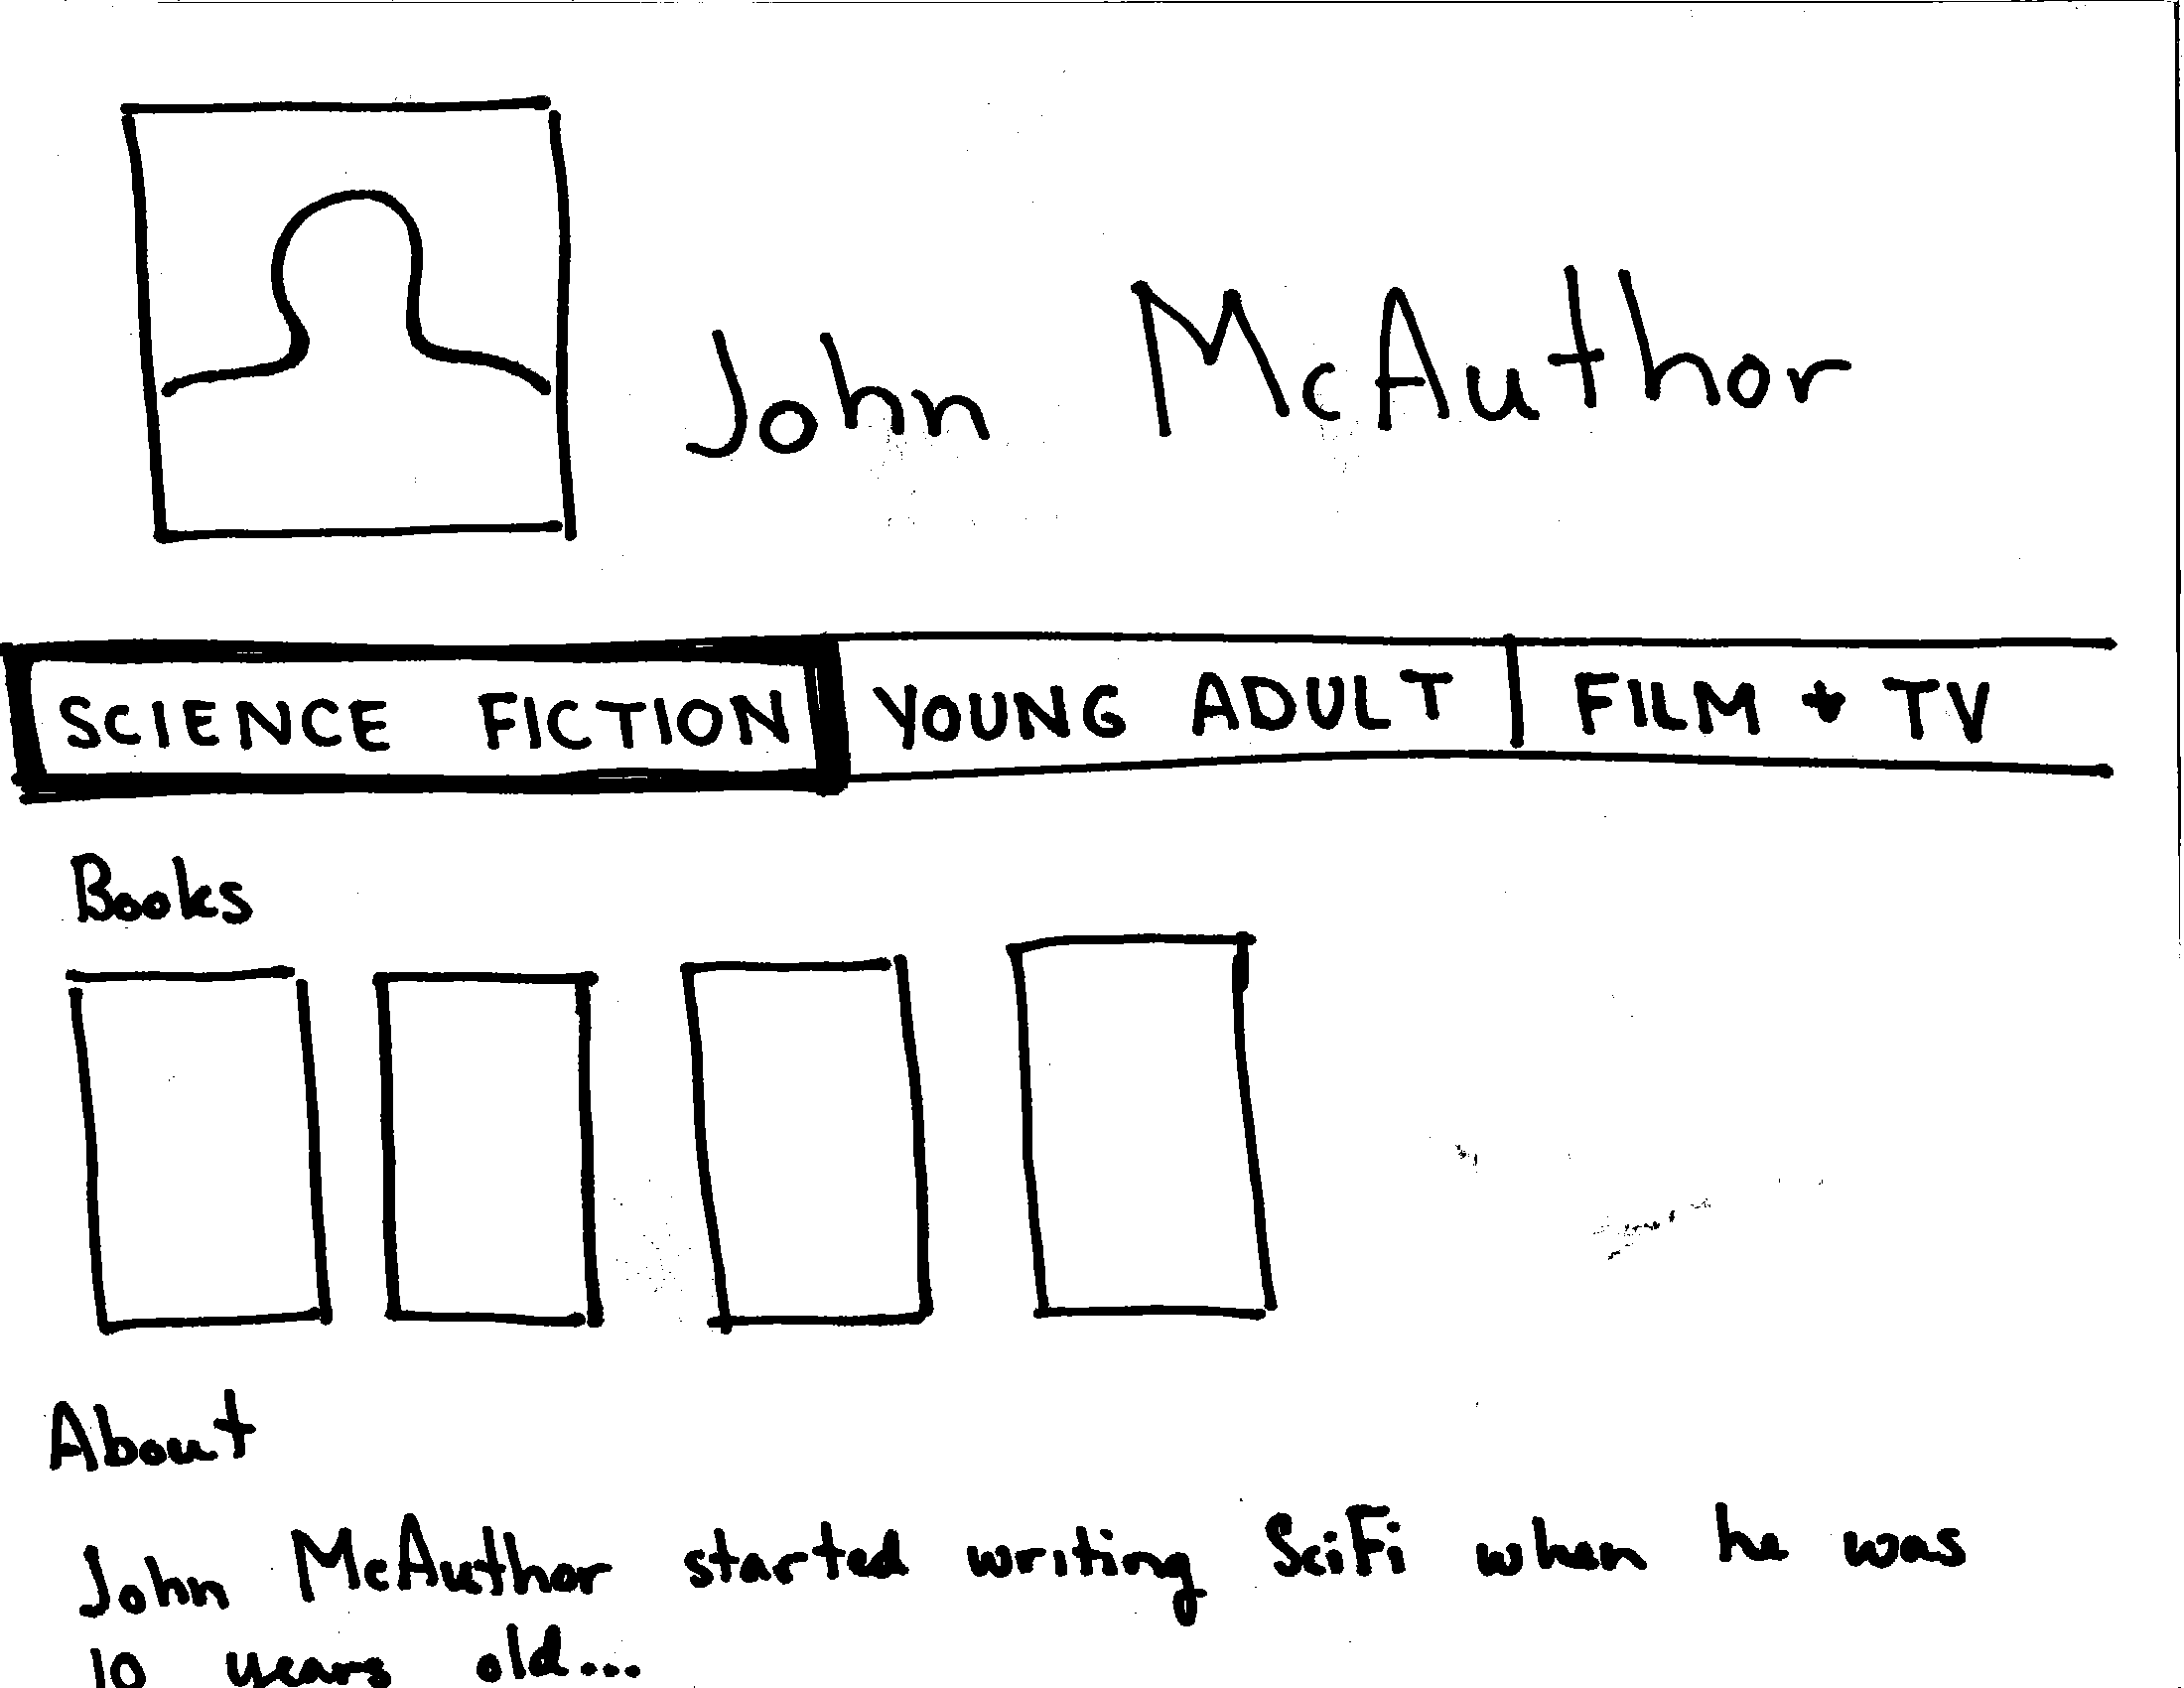 John McAuthor
SCIENCE FICTION YOUNG ADULT FILM + TV
Books
About
John McAuthor started writing SciFi when he was
10 years old...